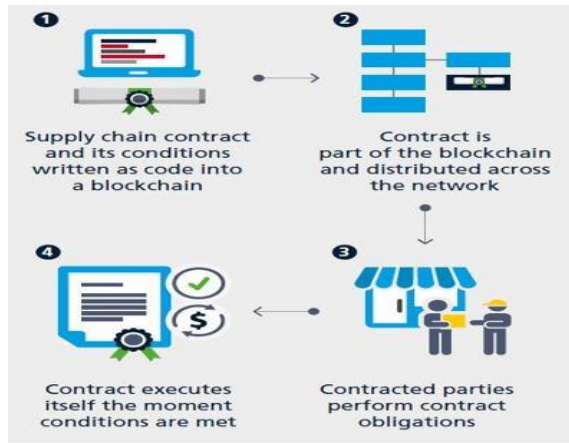 1
Supply chain contract
and its conditions
written as code into
a blockchain
2
Contract is
part of the blockchain
and distributed across
the network
3
Contracted parties
perform contract
obligations
4
$
Contract executes
itself the moment
conditions are met